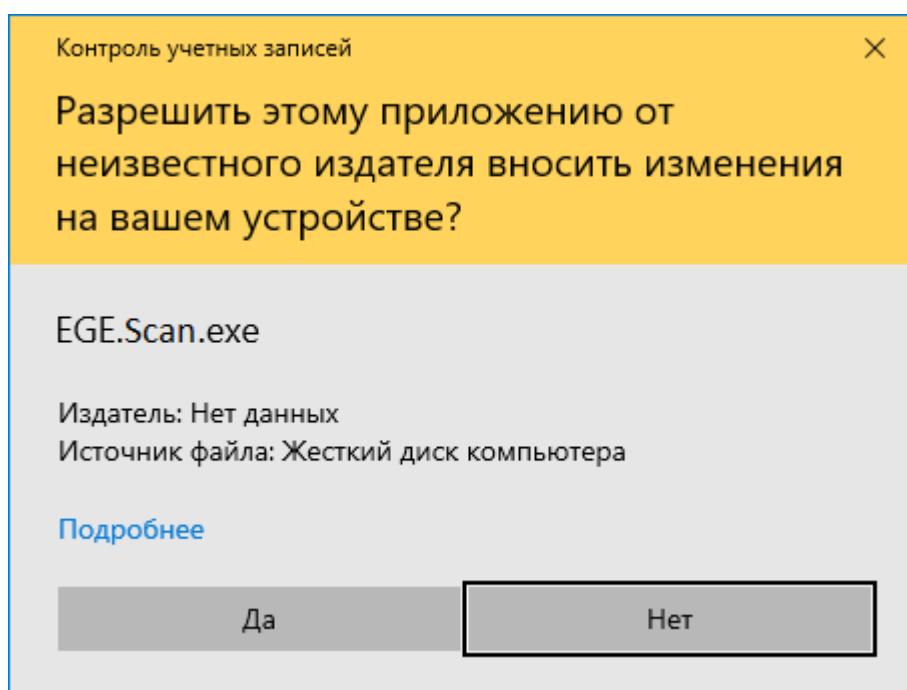 Контроль учетных записей
Разрешить этому приложению от
неизвестного издателя вносить изменения
на вашем устройстве?
EGE.Scan.exe
Издатель: Нет данных
Источник файла: Жесткий диск компьютера
Подробнее
Да
Нет